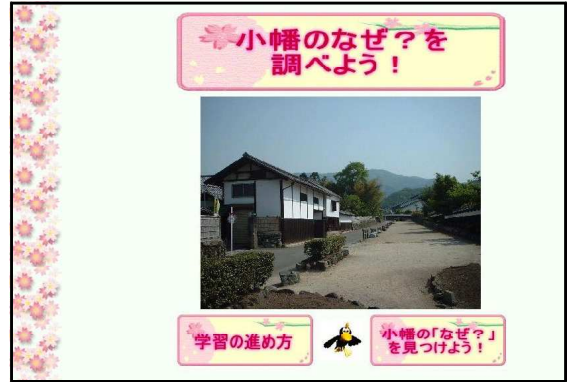 小幡のなぜ？を
調べよう！
学習の進め方
小幡の「なぜ？」
を見つけよう！